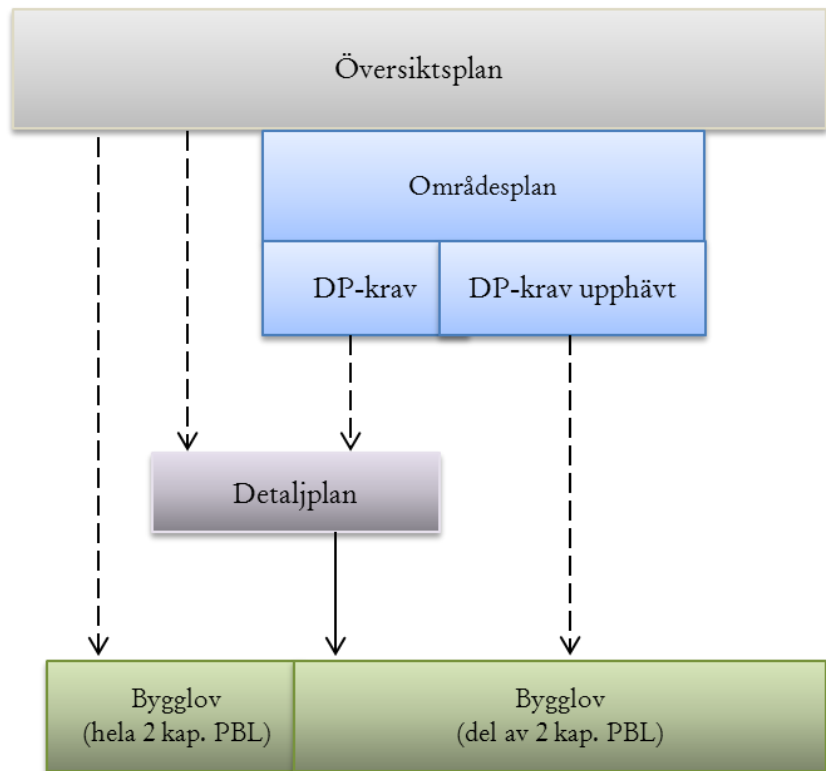 Översiktsplan
Områdesplan
DP-krav
DP-krav upphävt
Detaljplan
Bygglov
(hela 2 kap. PBL)
Bygglov
(del av 2 kap. PBL)